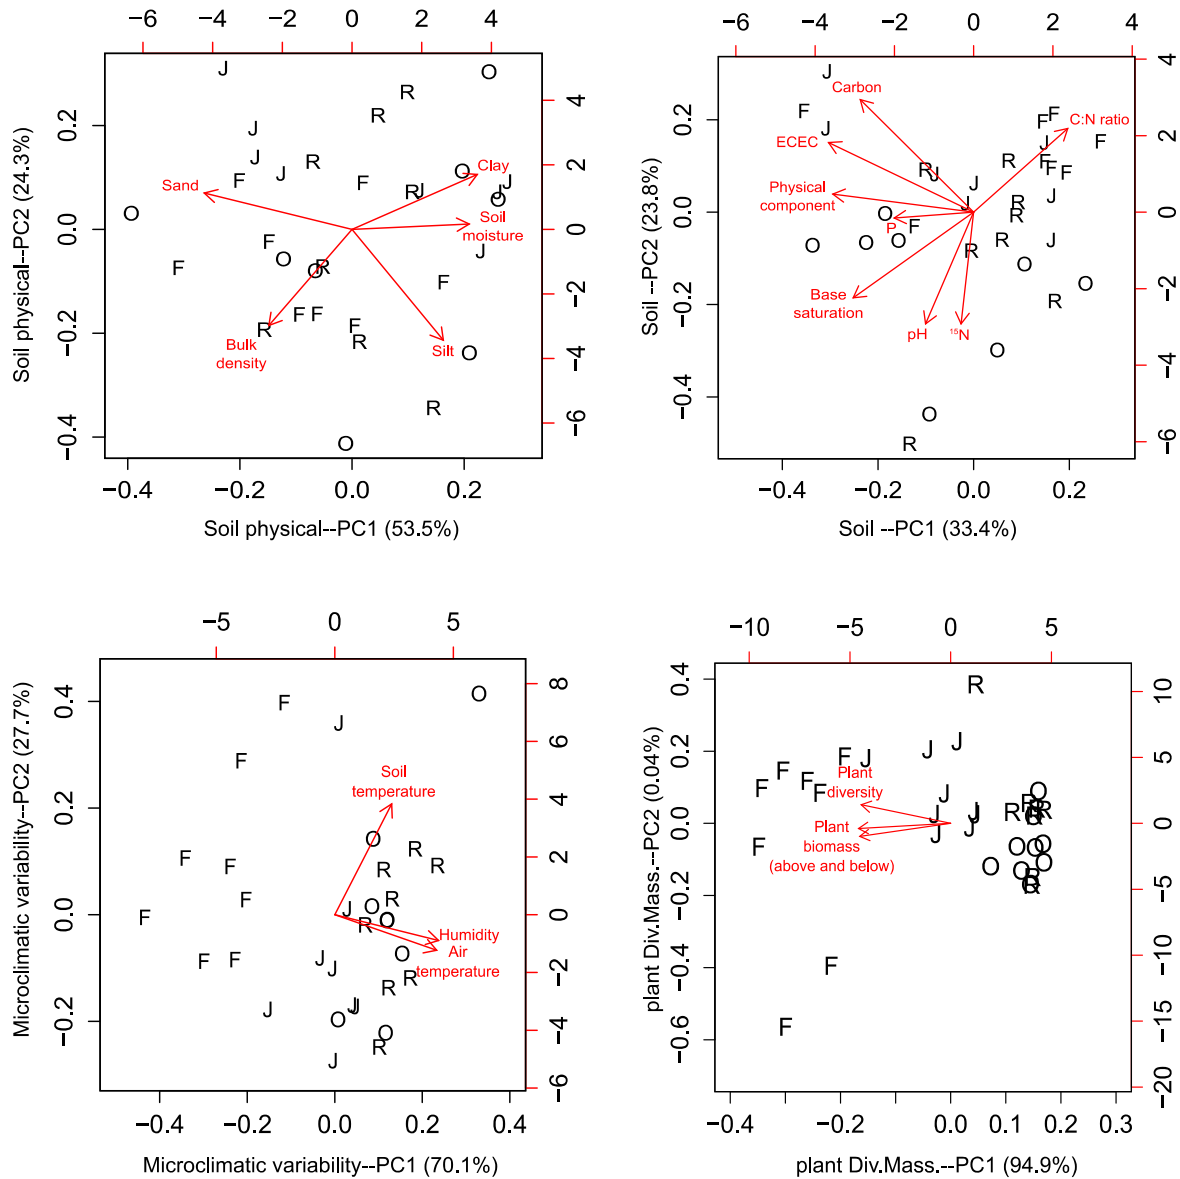 −6 −4 −2 0 2 4
J O
R
R
J
J R
J
F F
Clay
O
J
Sand
R J
O
Soil
moisture
O
J
F
O
O R
F
F F
F
R
R
Bulk
density
Silt
O
R
O
0.2
0.0
−0.2
−0.4
4
2
0
−2
−4
−6
Soil physical--PC2 (24.3%)
−0.4 −0.2 0.0 0.2
Soil physical--PC1 (53.5%)
−6 −4 −2 0 2 4
J
Carbon
F
F F
C:N ratio
J
J F
ECEC
R J
R F F F
Physical
component
J
J
R J
O
P F
R
O O O
R R J
O
Base
saturation
O
R
pH
15N
O
O
R
0.2
0.0
−0.2
−0.4
4
2
0
−2
−4
−6
Soil --PC2 (23.8%)
−0.4 −0.2 0.0 0.2
Soil --PC1 (33.4%)
−5 0 5
O
F
J
F
Soil
temperature
O
R
F
F
R R
F
R
J O
F
R O
Humidity
Air
temperature
F F
J J
O
R
R
J
J J
O
O
R
J
0.4
0.2
0.0
−0.2
8
6
4
2
0
−2
−4
−6
Microclimatic variability--PC2 (27.7%)
−0.4 −0.2 0.0 0.2 0.4
Microclimatic variability--PC1 (70.1%)
−10 −5 0 5
R
J J
F J
F
F F F
Plant
diversity
J
J J
J J
R R R
O
O
Plant
biomass
(above and below)
F
O O O
O O O
O
R
R
F
F
0.4
0.2
0.0
−0.2
−0.4
−0.6
10
5
0
−5
−10
−15
−20
plant Div.Mass.--PC2 (0.04%)
−0.4 −0.2 0.0 0.1 0.2 0.3
plant Div.Mass.--PC1 (94.9%)